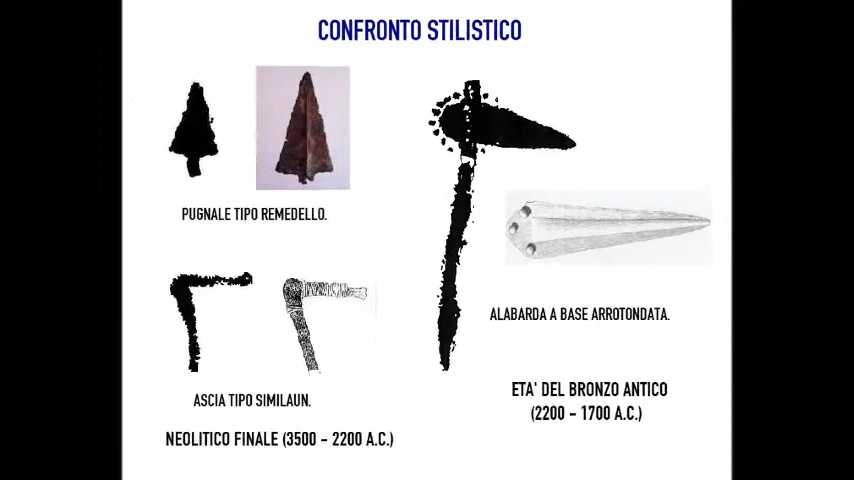 CONFRONTO STILISTICO
PUGNALE TIPO REMEDELLO.
ALABARDA A BASE ARROTONDATA.
ASCIA TIPO SIMILAUN.
NEOLITICO FINALE (3500 - 2200 A.C.)
ETA' DEL BRONZO ANTICO
(2200 - 1700 A.C.)